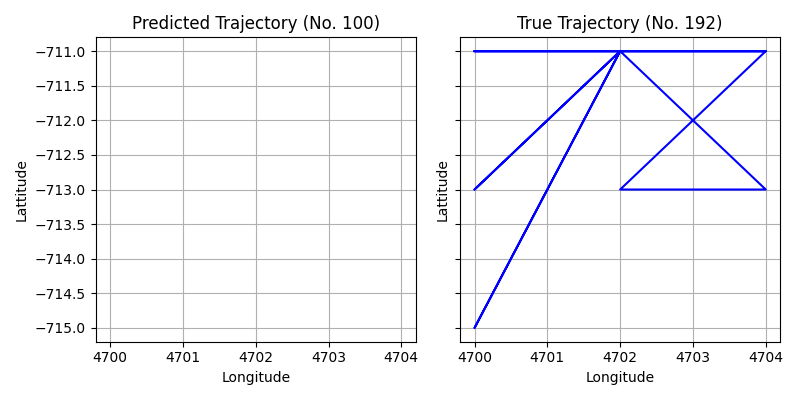 Predicted Trajectory (No. 100)
True Trajectory (No. 192)
−711.0
−711.5
−712.0
−712.5
−713.0
−713.5
−714.0
−714.5
−715.0
Lattitude
Lattitude
4700 4701 4702 4703 4704
4700 4701 4702 4703 4704
Longitude
Longitude